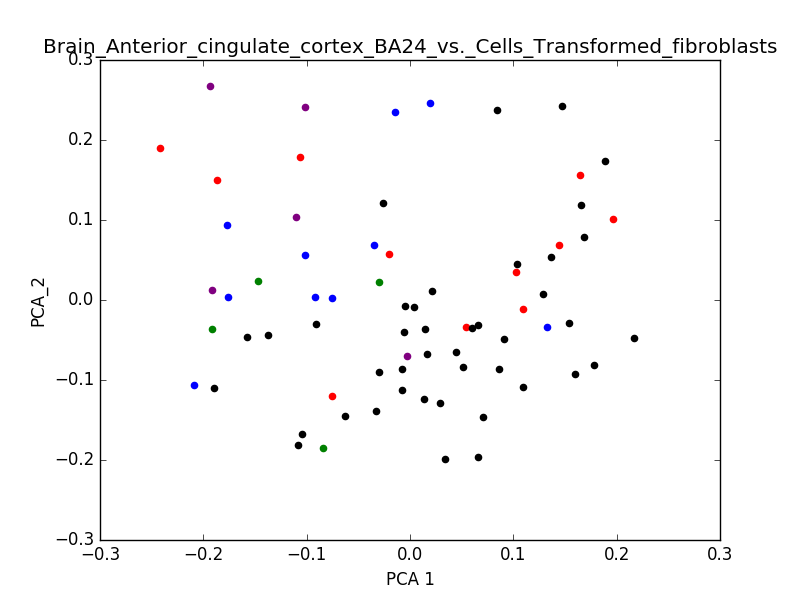 Brain_Anterior_cingulate_cortex_BA24_vs._Cells_Transformed_fibroblasts
0.3
0.2
0.1
0.0
−0.1
−0.2
−0.3
PCA_2
−0.3 −0.2 −0.1 0.0 0.1 0.2 0.3
PCA 1